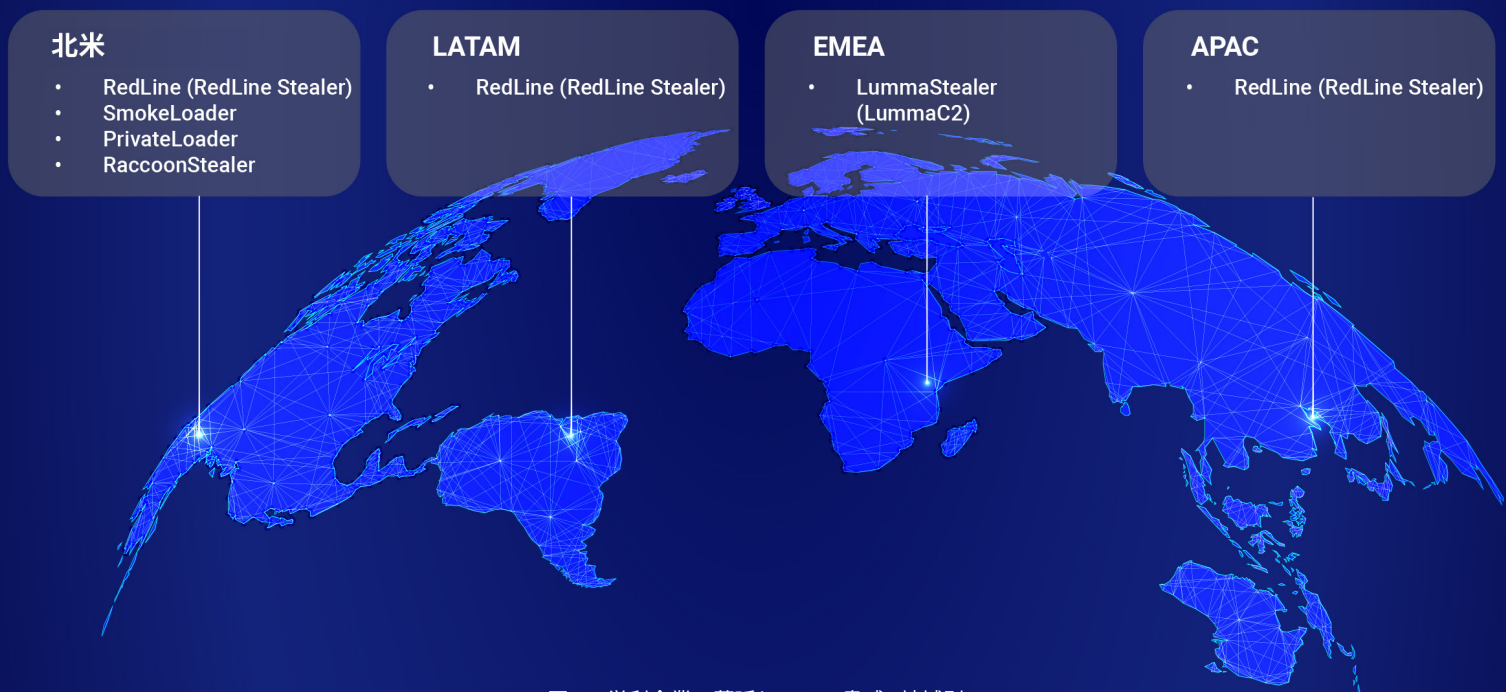 北米
• RedLine (RedLine Stealer)
• SmokeLoader
• PrivateLoader
• RaccoonStealer
LATAM
• RedLine (RedLine Stealer)
EMEA
• LummaStealer
(LummaC2)
APAC
• RedLine (RedLine Stealer)